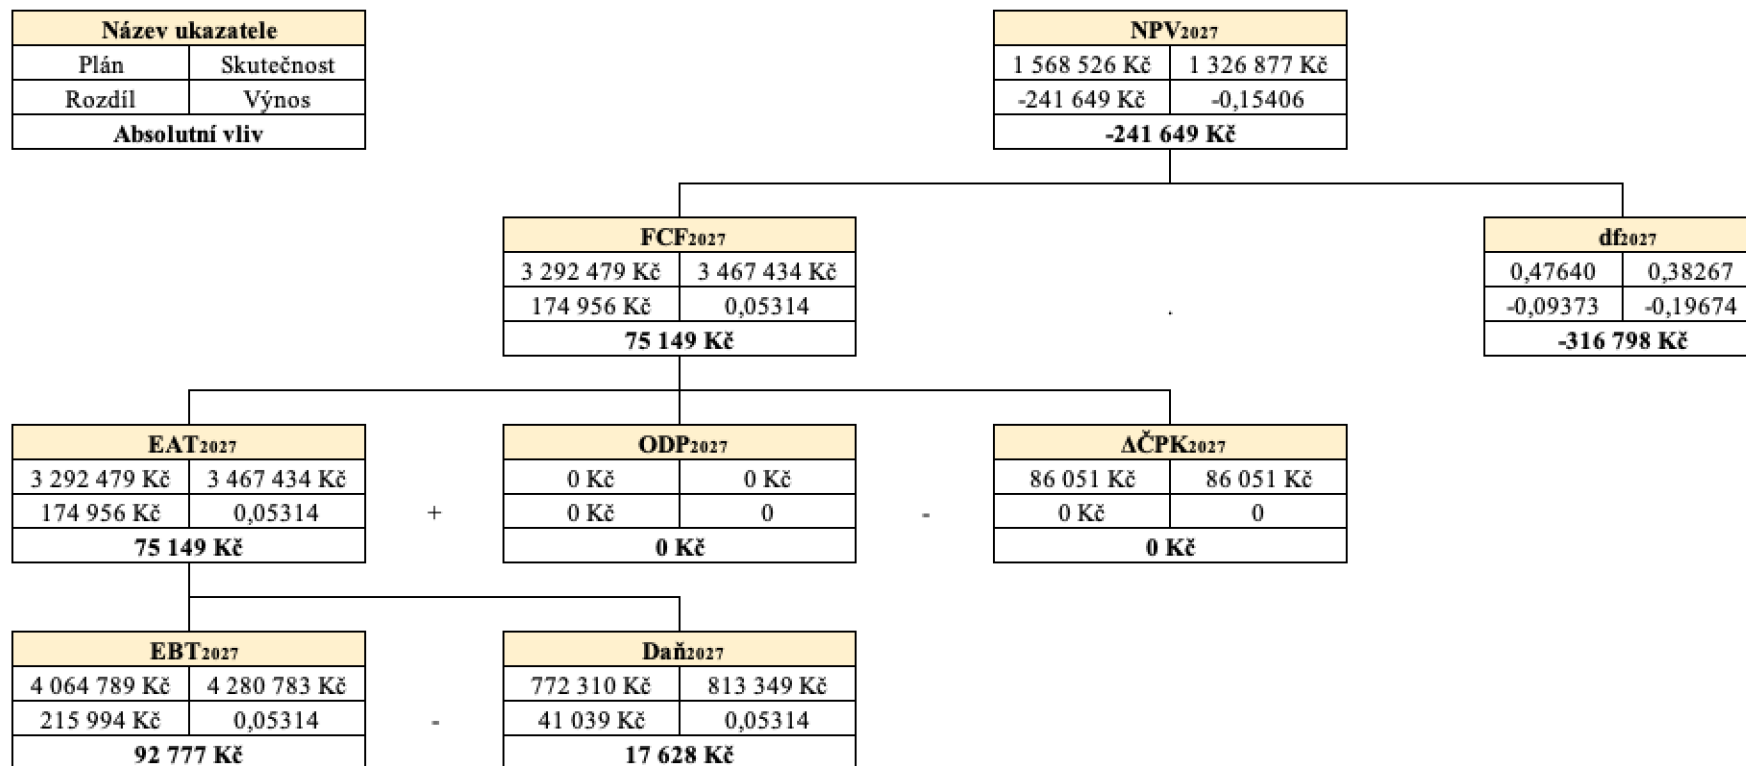 Název ukazatele
Plán Skutečnost
Rozdíl Výnos
Absolutní vliv
NPV2027
1 568 526 Kč 1 326 877 Kč
-241 649 Kč -0,15406
-241 649 Kč
FCF2027
3 292 479 Kč 3 467 434 Kč
174 956 Kč 0,05314
75 149 Kč
.
df2027
0,47640 0,38267
-0,09373 -0,19674
-316 798 Kč
EAT2027
3 292 479 Kč 3 467 434 Kč
174 956 Kč 0,05314
75 149 Kč
+
ODP2027
0 Kč 0 Kč
0 Kč 0
0 Kč
-
ΔČPK2027
86 051 Kč 86 051 Kč
0 Kč 0
0 Kč
EBT2027
4 064 789 Kč 4 280 783 Kč
215 994 Kč 0,05314
92 777 Kč
-
Daň2027
772 310 Kč 813 349 Kč
41 039 Kč 0,05314
17 628 Kč